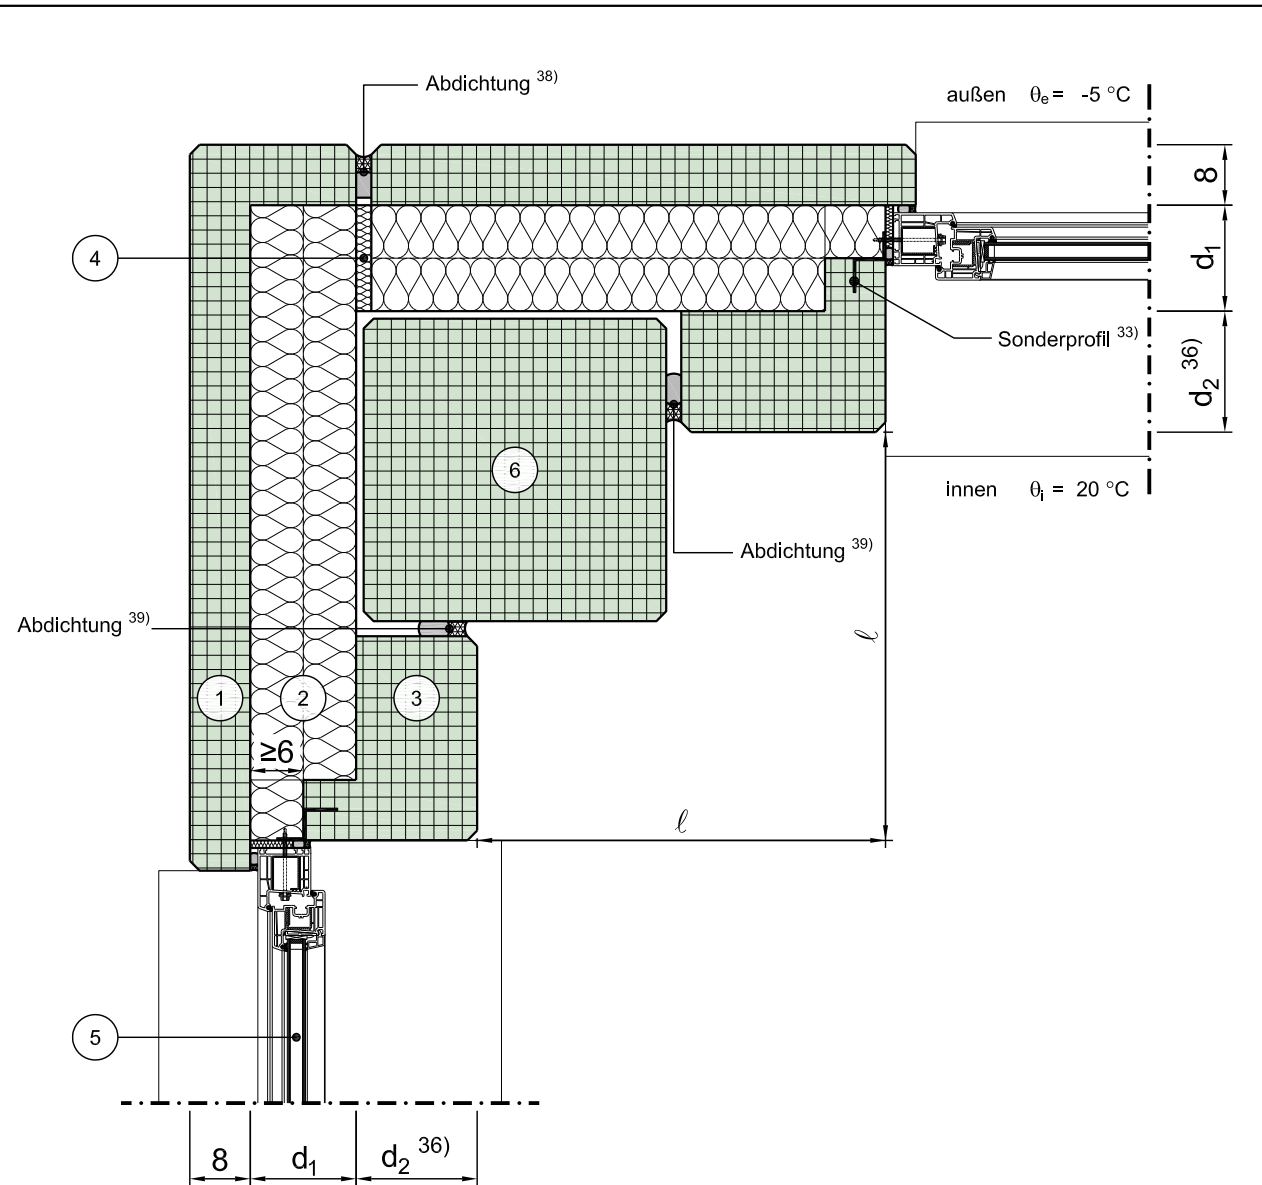 Abdichtung 38)
außen θe = -5 °C
8
4
d1
Sonderprofil 33)
d2 36)
6
innen θi = 20 °C
Abdichtung 39)
Abdichtung 39)
ℓ
1
2
3
≥6
ℓ
5
8
d1
d2 36)